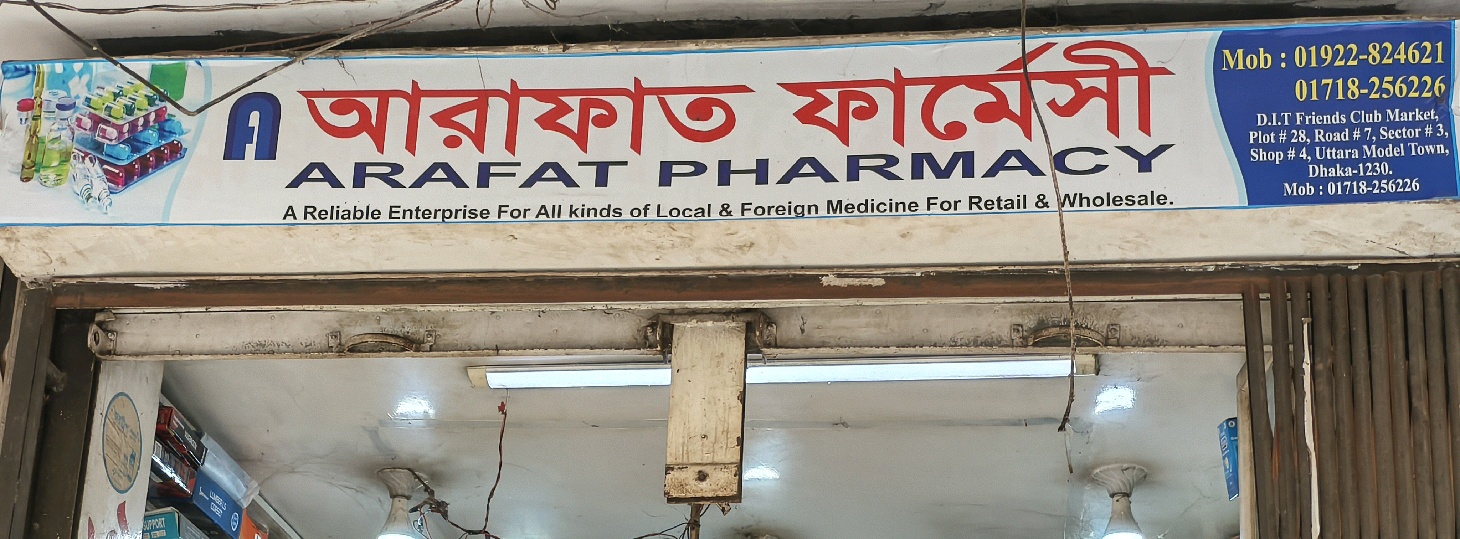 A আরাফাত ফার্মেসী
ARAFAT PHARMACY
A Reliable Enterprise For All kinds of Local & Foreign Medicine For Retail & Wholesale.
Mob : 01922-824621
01718-256226
D.I.T Friends Club Market,
Plot # 28, Road # 7, Sector # 3,
Shop # 4, Uttara Model Town,
Dhaka-1230.
Mob : 01718-256226
SUPPORT